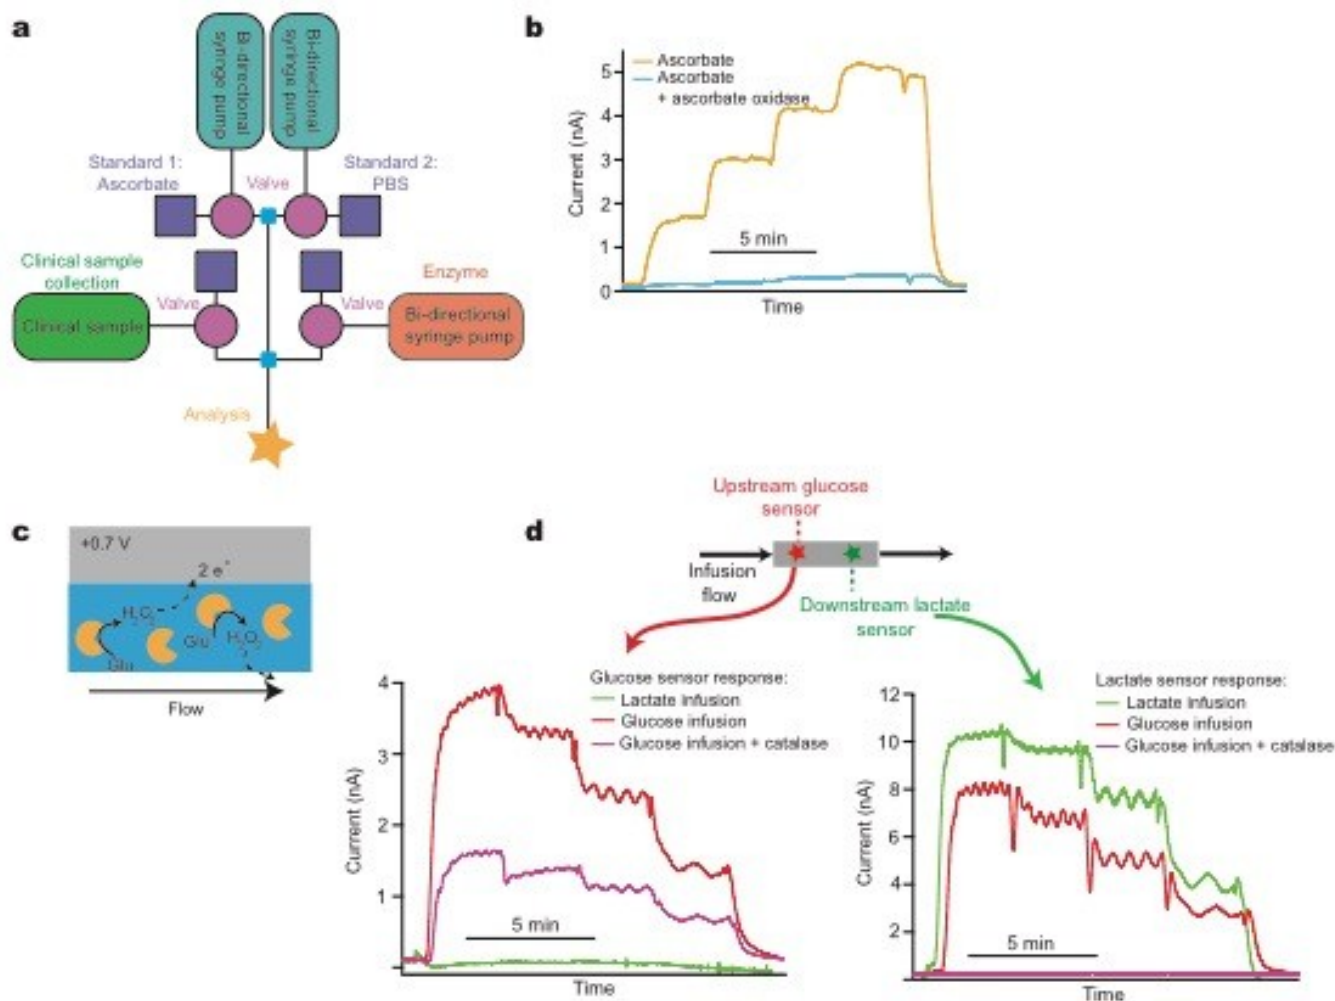 a
Bi-directional
syringe pump
Bi-directional
syringe pump
Standard 1:
Ascorbate
Valve
Standard 2:
PBS
Clinical sample
collection
Clinical sample
Valve
Valve
Enzyme
Bi-directional
syringe pump
Analysis
b
Ascorbate
Ascorbate
+ ascorbate oxidase
Current (nA)
5
4
3
2
1
0
5 min
Time
c
+0.7 V
2 e-
H2O2
Glu
Glu
H2O2
Flow
d
Upstream glucose
sensor
Infusion
flow
Downstream lactate
sensor
Glucose sensor response:
Lactate infusion
Glucose infusion
Glucose infusion + catalase
Current (nA)
4
3
2
1
5 min
Time
Lactate sensor response:
Lactate infusion
Glucose infusion
Glucose infusion + catalase
Current (nA)
12
10
8
6
4
2
5 min
Time